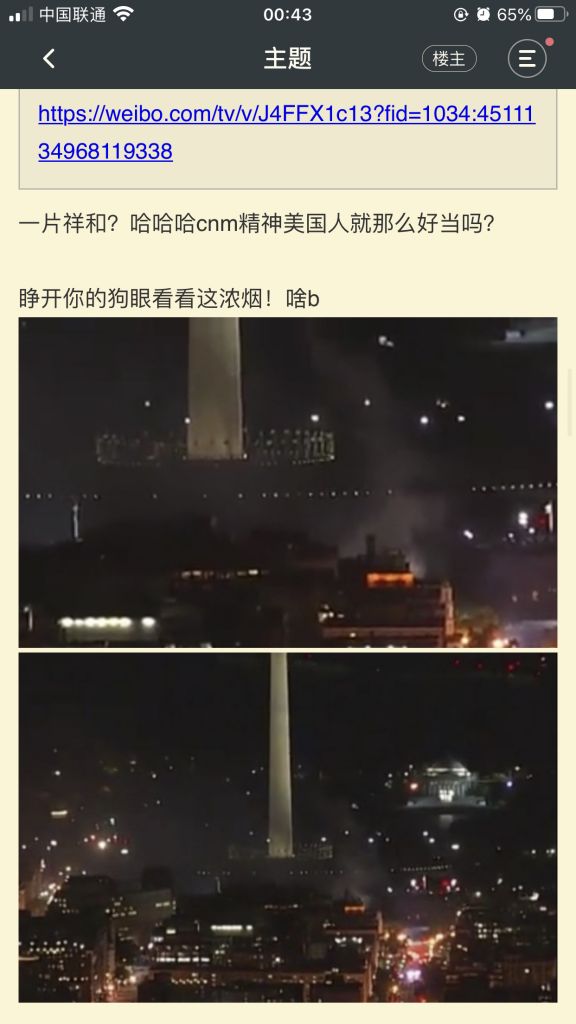 中国联通 00:43 65%
主题 楼主
https://weibo.com/tv/v/J4FFX1c13?fid=1034:45111
34968119338
一片祥和？哈哈哈cnm精神美国人就那么好当吗？
睁开你的狗眼看看这浓烟！啥b